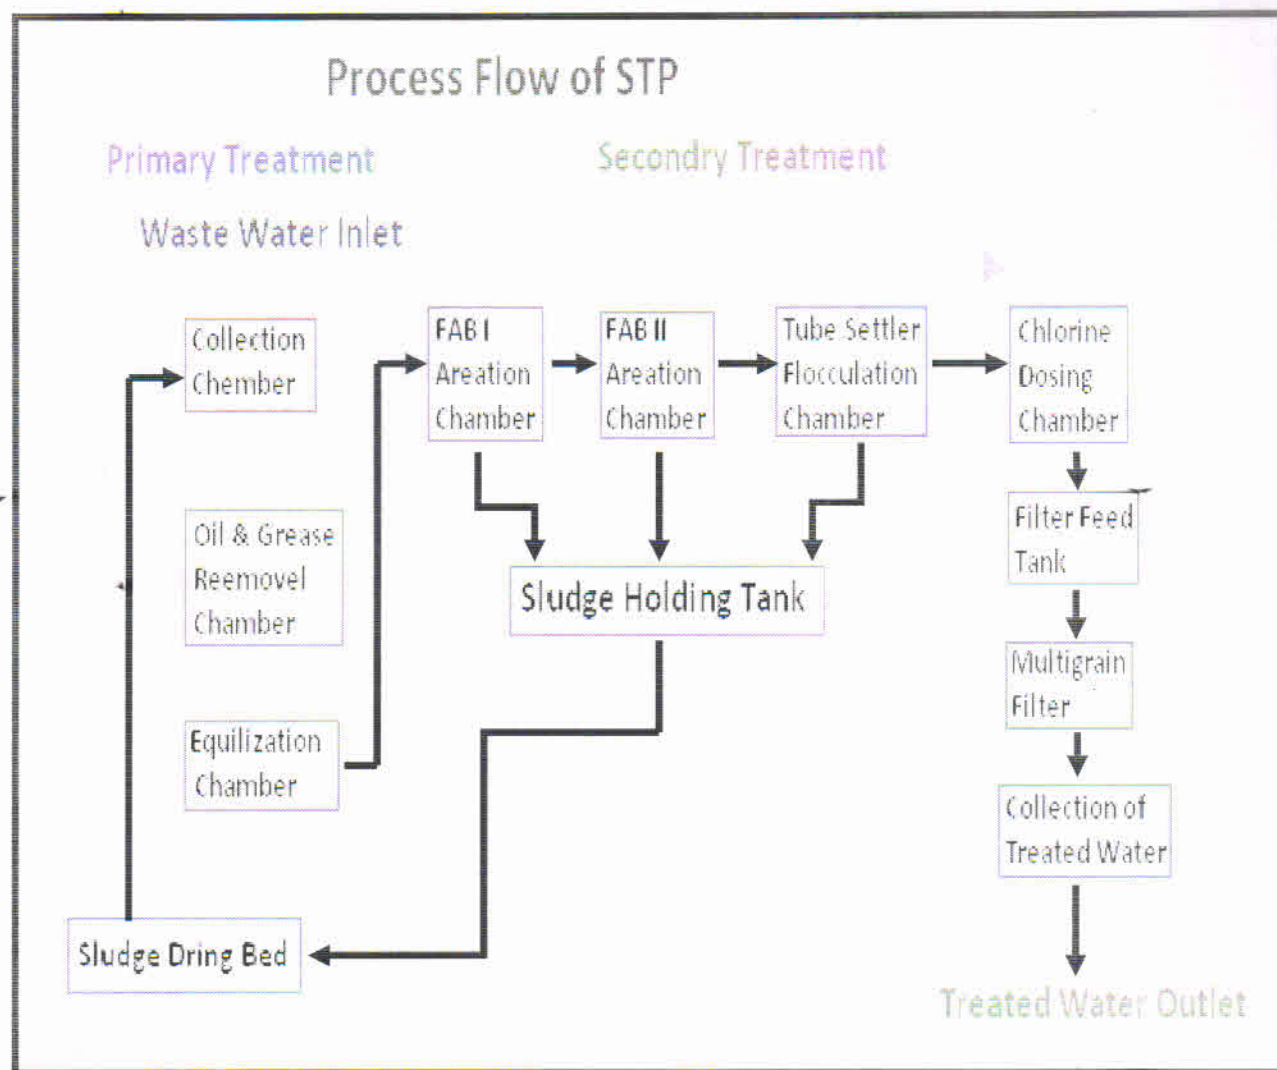 Process Flow of STP
Primary Treatment
Secondry Treatment
Waste Water Inlet
Collection
Chember
FAB I
Areation
Chamber
FAB II
Areation
Chamber
Tube Settler
Flocculation
Chamber
Chlorine
Dosing
Chamber
Oil & Grease
Reemovel
Chamber
Filter Feed
Tank
Sludge Holding Tank
Multigrain
Filter
Equilization
Chamber
Collection of
Treated Water
Sludge Dring Bed
Treated Water Outlet